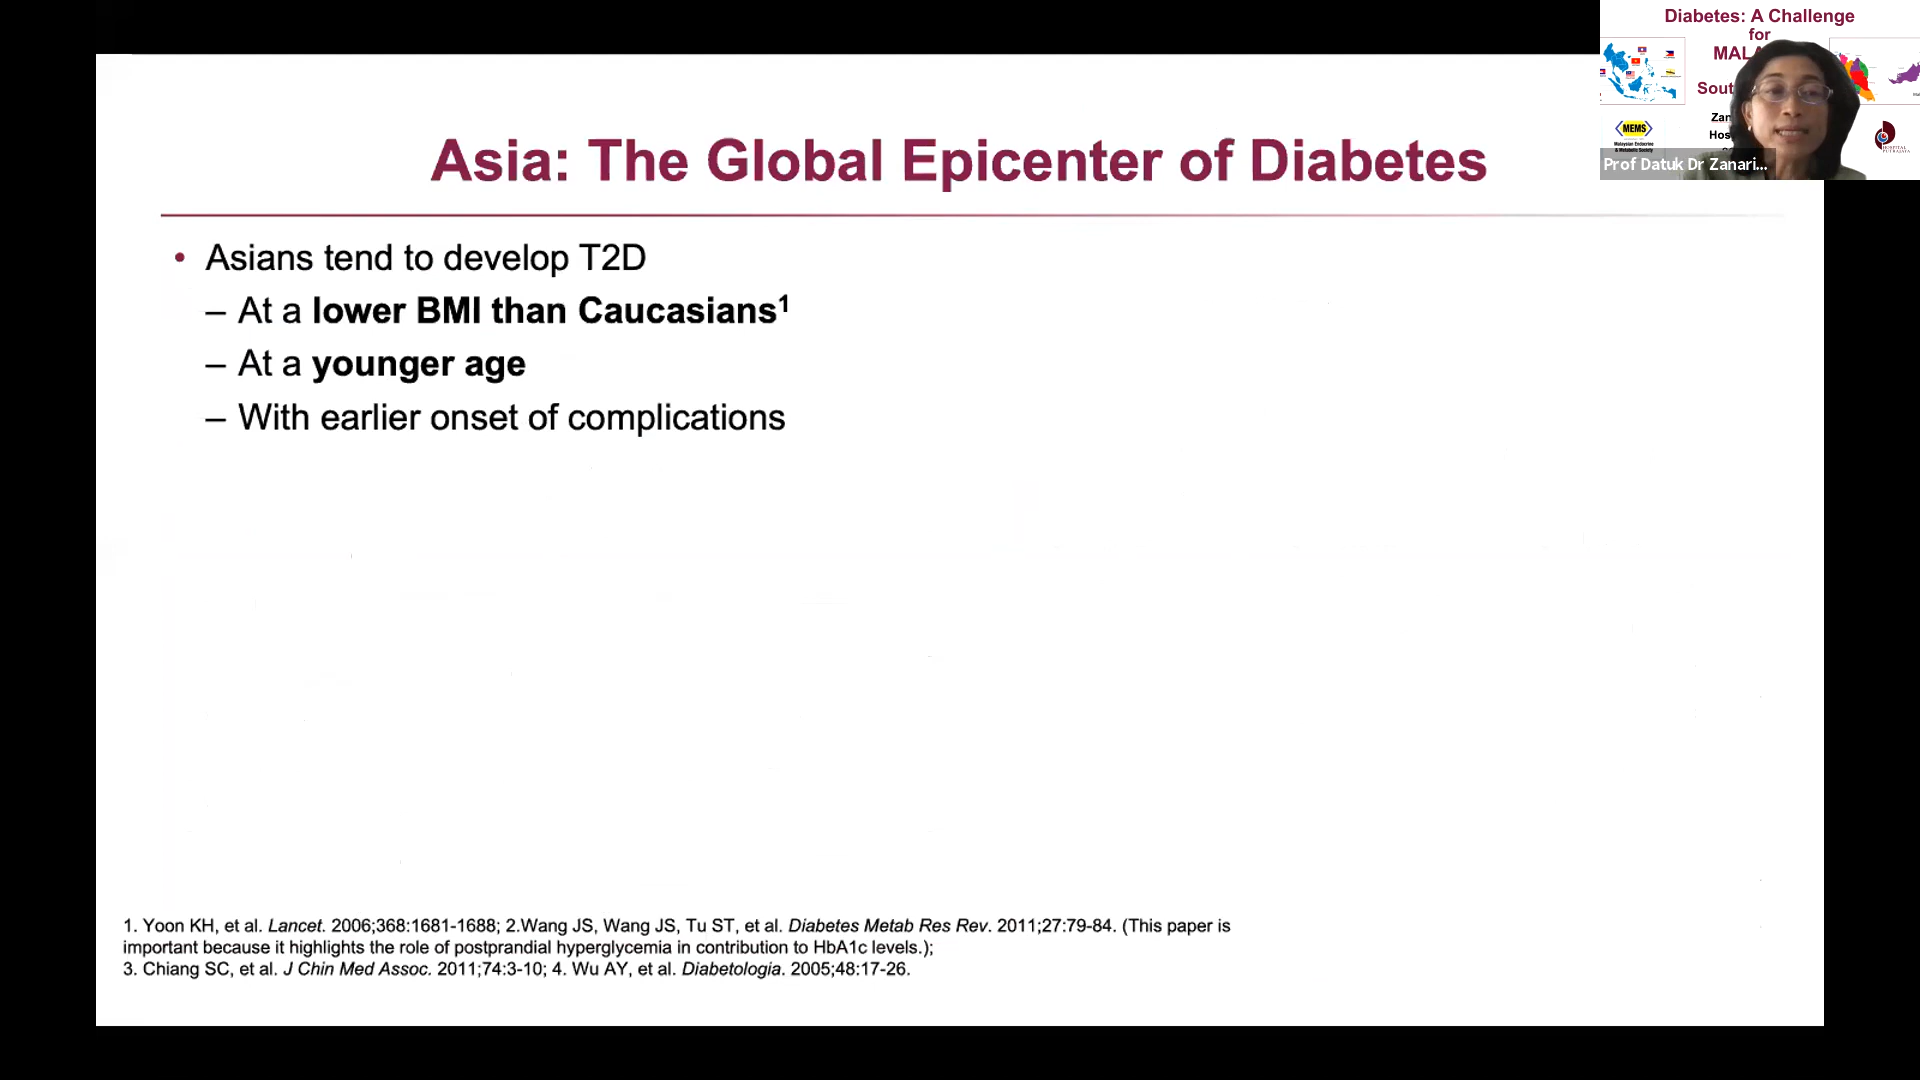 Diabetes: A Challenge
for
Asia: The Global Epicenter of Diabetes
MEMS
Malaysian Endocrine
& Metabolic Society
Prof Datuk Dr Zanari...
• Asians tend to develop T2D
– At a lower BMI than Caucasians¹
– At a younger age
– With earlier onset of complications
1. Yoon KH, et al. Lancet. 2006;368:1681-1688; 2.Wang JS, Wang JS, Tu ST, et al. Diabetes Metab Res Rev. 2011;27:79-84. (This paper is
important because it highlights the role of postprandial hyperglycemia in contribution to HbA1c levels.);
3. Chiang SC, et al. J Chin Med Assoc. 2011;74:3-10; 4. Wu AY, et al. Diabetologia. 2005;48:17-26.